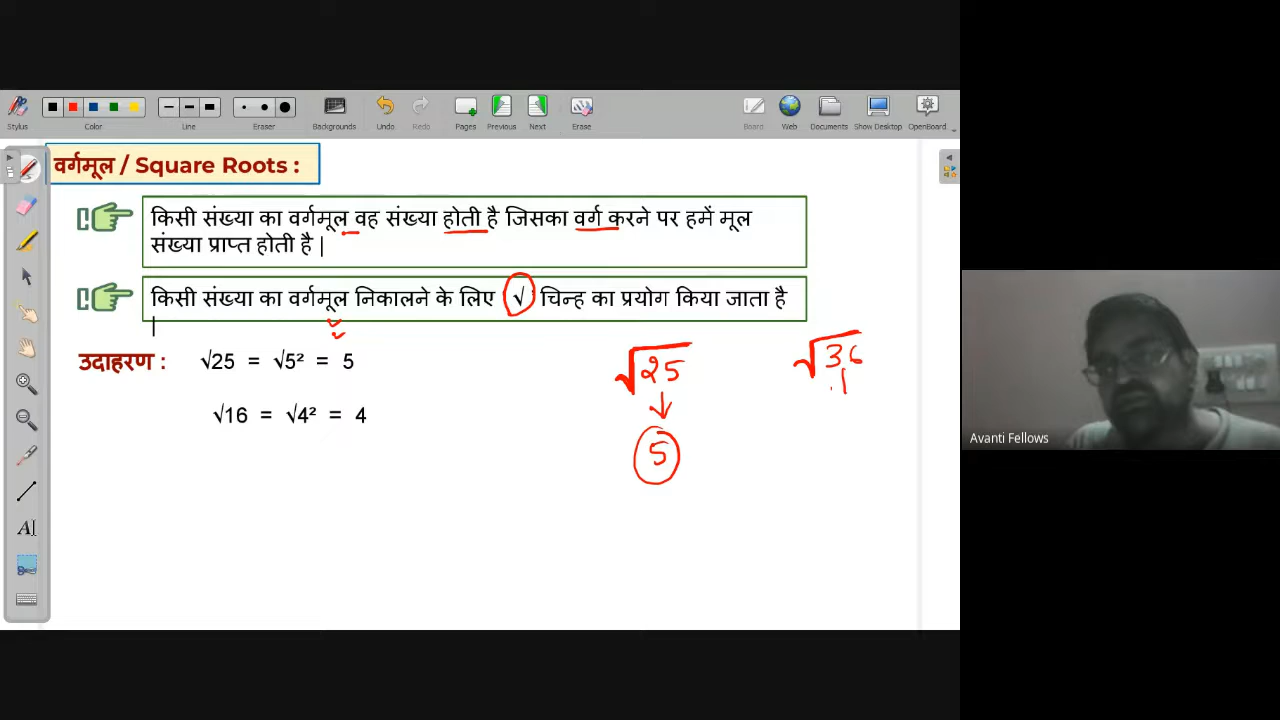 Stylus
Color
Line
Eraser
Backgrounds
Undo
Redo
Pages
Previous
Next
Erase
Board
Web
Documents
Show Desktop
OpenBoard
वर्गमूल / Square Roots :
किसी संख्या का वर्गमूल वह संख्या होती है जिसका वर्ग करने पर हमें मूल
संख्या प्राप्त होती है |
किसी संख्या का वर्गमूल निकालने के लिए √ चिन्ह का प्रयोग किया जाता है
|
उदाहरण : √25 = √5² = 5
√16 = √4² = 4
√25
5
√36
Avanti Fellows